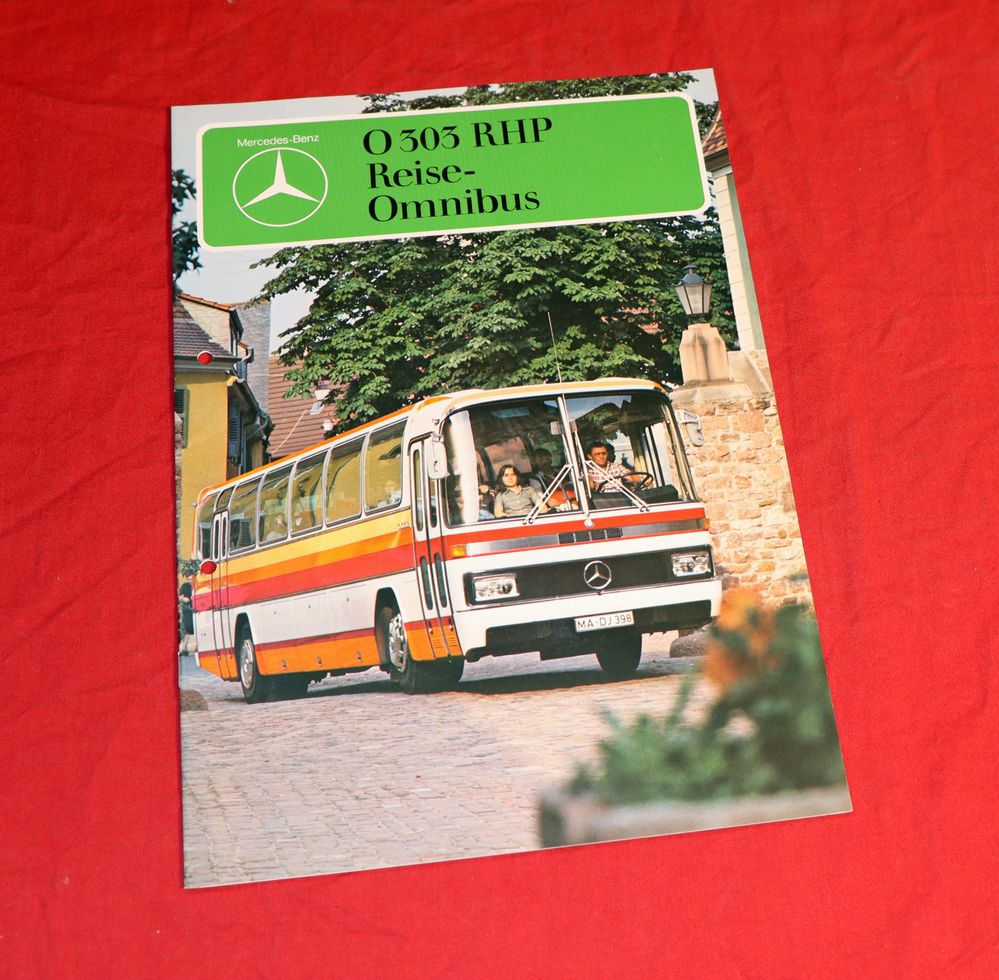 Mercedes-Benz
O 303 RHP
Reise-
Omnibus
MA-DJ 398